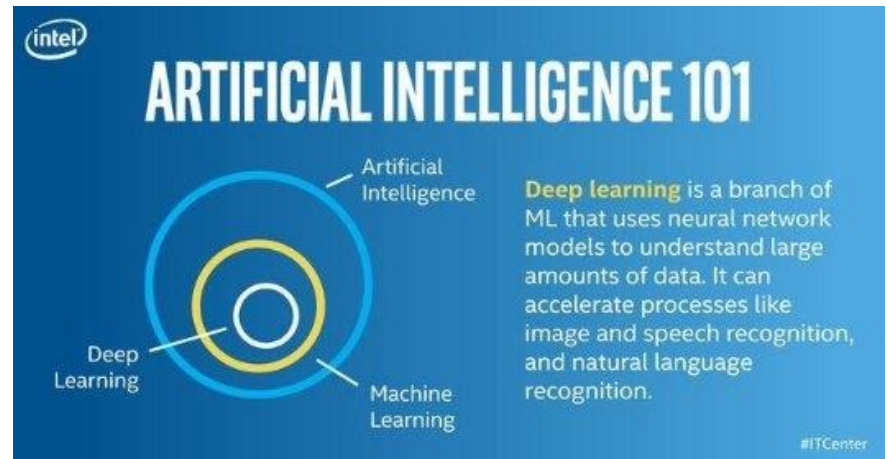 intel
ARTIFICIAL INTELLIGENCE 101
Artificial
Intelligence
Deep
Learning
Machine
Learning
Deep learning is a branch of
ML that uses neural network
models to understand large
amounts of data. It can
accelerate processes like
image and speech recognition,
and natural language
recognition.
#ITCenter